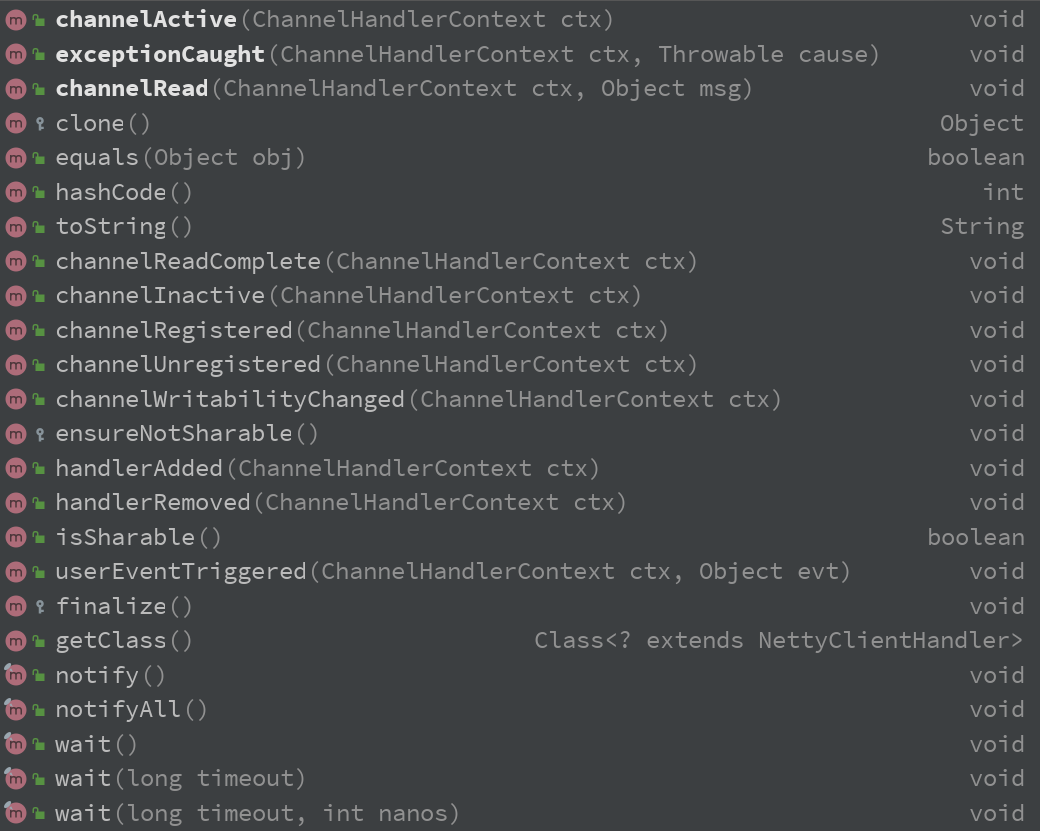 m channelActive(ChannelHandlerContext ctx) void
m exceptionCaught(ChannelHandlerContext ctx, Throwable cause) void
m channelRead(ChannelHandlerContext ctx, Object msg) void
m clone() Object
m equals(Object obj) boolean
m hashCode() int
m toString() String
m channelReadComplete(ChannelHandlerContext ctx) void
m channelInactive(ChannelHandlerContext ctx) void
m channelRegistered(ChannelHandlerContext ctx) void
m channelUnregistered(ChannelHandlerContext ctx) void
m channelWritabilityChanged(ChannelHandlerContext ctx) void
m ensureNotSharable() void
m handlerAdded(ChannelHandlerContext ctx) void
m handlerRemoved(ChannelHandlerContext ctx) void
m isSharable() boolean
m userEventTriggered(ChannelHandlerContext ctx, Object evt) void
m finalize() void
m getClass() Class<? extends NettyClientHandler>
m notify() void
m notifyAll() void
m wait() void
m wait(long timeout) void
m wait(long timeout, int nanos) void